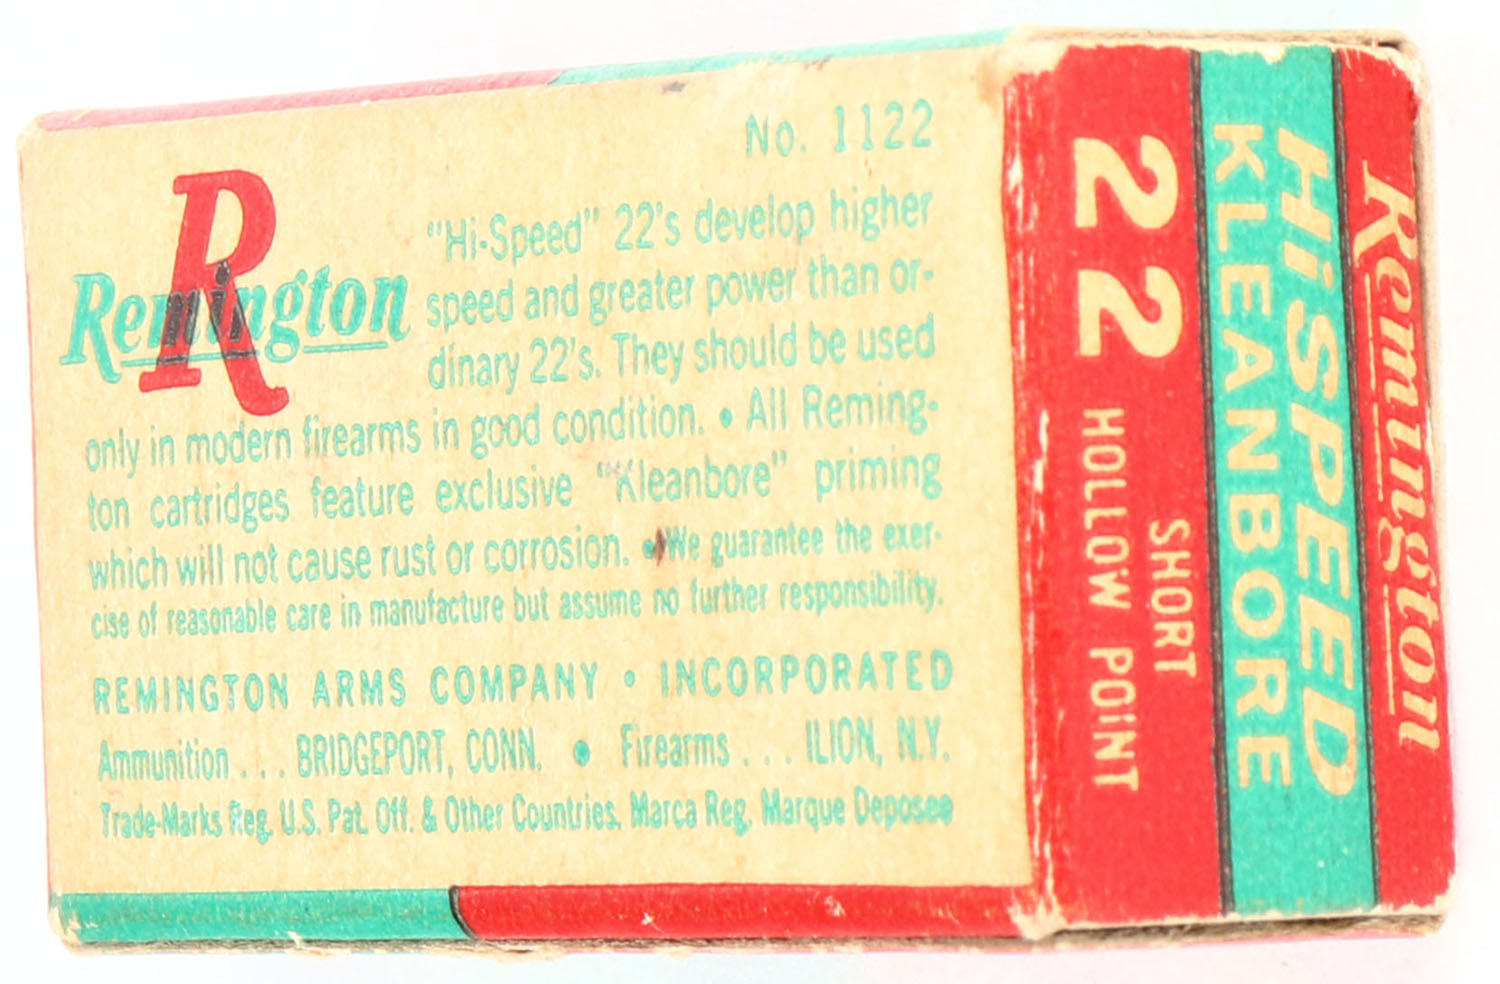 No. 1122
R
Remington
"Hi-Speed" 22's develop higher
speed and greater power than or-
dinary 22's. They should be used
only in modern firearms in good condition. • All Reming-
ton cartridges feature exclusive "Kleanbore" priming
which will not cause rust or corrosion. • We guarantee the exer-
cise of reasonable care in manufacture but assume no further responsibility.
REMINGTON ARMS COMPANY • INCORPORATED
Ammunition . . . BRIDGEPORT, CONN. • Firearms . . . ILION, N.Y.
Trade-Marks Reg. U.S. Pat. Off. & Other Countries. Marca Reg. Marque Deposee
Remington
HiSPEED
KLEANBORE
22 SHORT
HOLLOW POINT